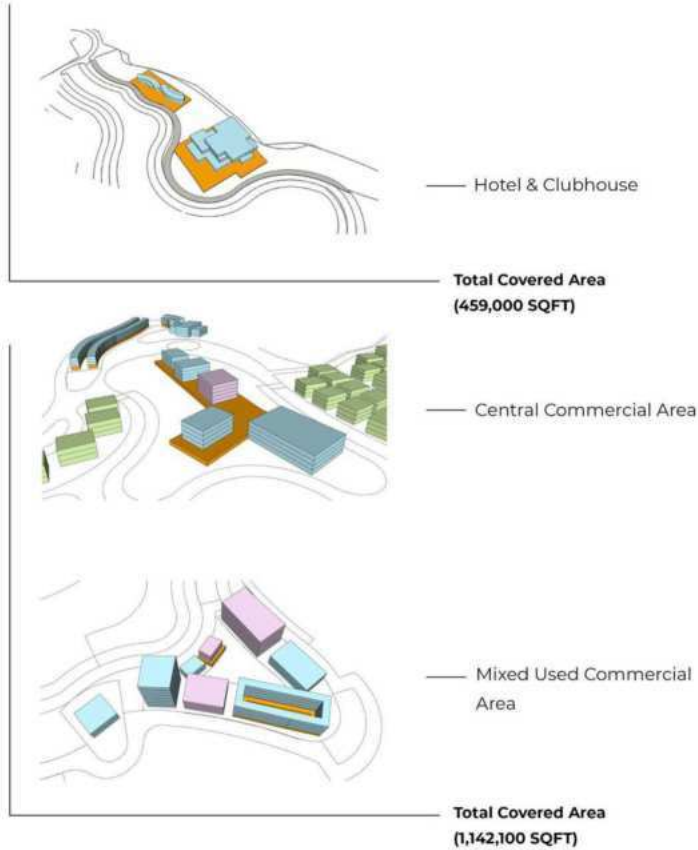 Hotel & Clubhouse
Total Covered Area
(459,000 SQFT)
Central Commercial Area
Mixed Used Commercial
Area
Total Covered Area
(1,142,100 SQFT)